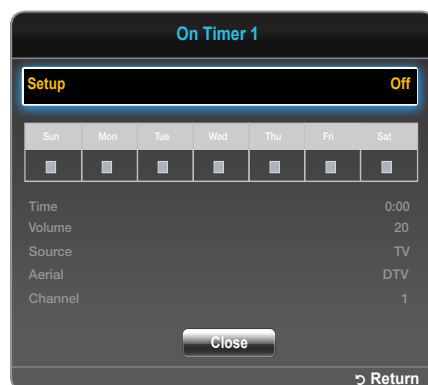 On Timer 1
Setup Off
Sun Mon Tue Wed Thu Fri Sat
Time 0:00
Volume 20
Source TV
Aerial DTV
Channel 1
Close
Return